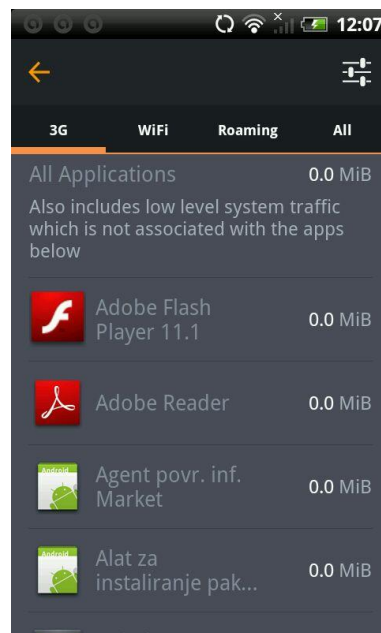 12:07
3G WiFi Roaming All
All Applications 0.0 MiB
Also includes low level system traffic
which is not associated with the apps
below
Adobe Flash
Player 11.1 0.0 MiB
Adobe Reader 0.0 MiB
Android
Agent povr. inf.
Market 0.0 MiB
Android
Alat za
instaliranje pak... 0.0 MiB